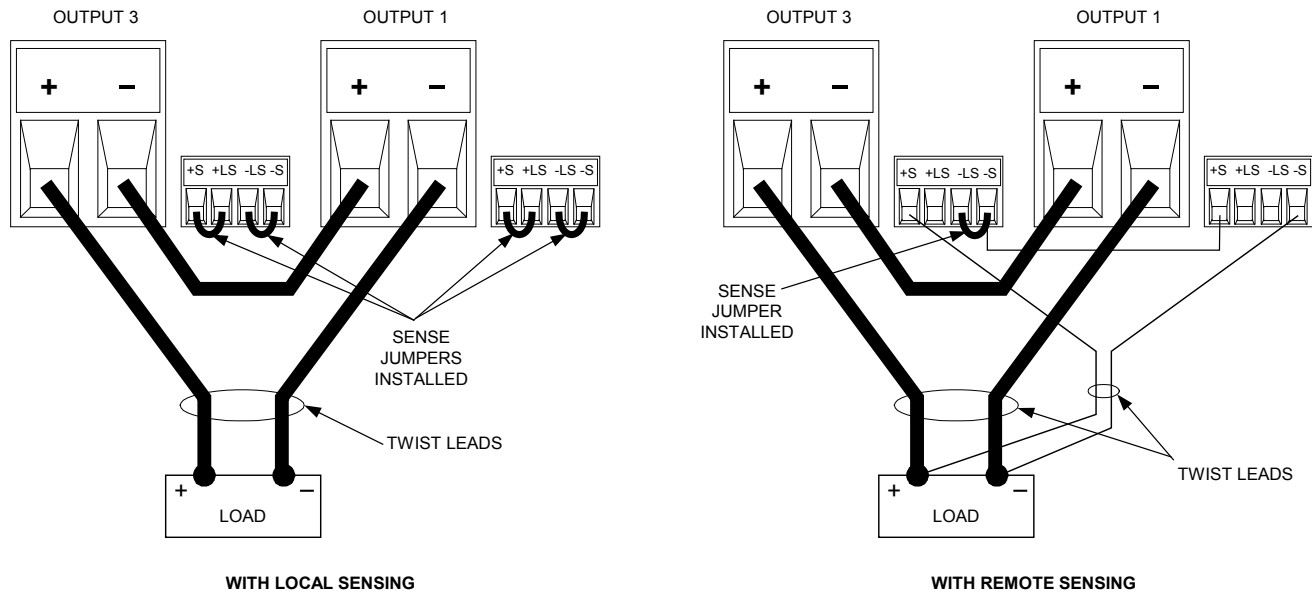 OUTPUT 3
OUTPUT 1
+ −
+ −
+S +LS -LS -S
+S +LS -LS -S
SENSE
JUMPERS
INSTALLED
TWIST LEADS
+ −
LOAD
WITH LOCAL SENSING
OUTPUT 3
OUTPUT 1
+ −
+ −
+S +LS -LS -S
+S +LS -LS -S
SENSE
JUMPER
INSTALLED
TWIST LEADS
+ −
LOAD
WITH REMOTE SENSING